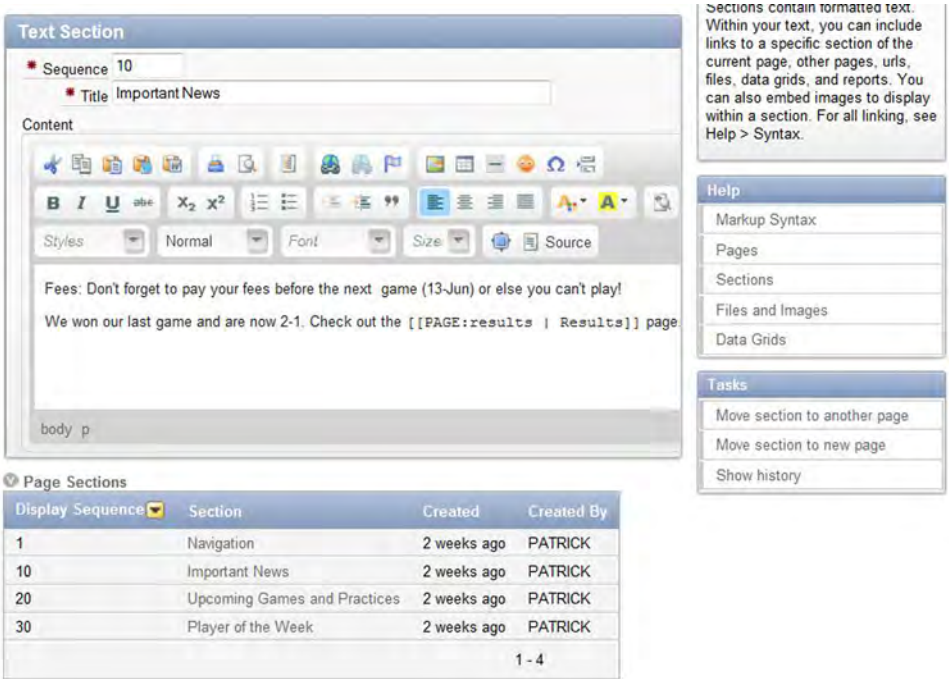 Text Section
* Sequence 10
* Title Important News
Content
B I U abc X₂ x²
Styles Normal Font Size Source
Fees: Don't forget to pay your fees before the next game (13-Jun) or else you can't play!
We won our last game and are now 2-1. Check out the [[PAGE:results | Results]] page
body p
Sections contain formatted text.
Within your text, you can include
links to a specific section of the
current page, other pages, urls,
files, data grids, and reports. You
can also embed images to display
within a section. For all linking, see
Help > Syntax.
Help
Markup Syntax
Pages
Sections
Files and Images
Data Grids
Tasks
Move section to another page
Move section to new page
Show history
Page Sections
Display Sequence Section Created Created By
1 Navigation 2 weeks ago PATRICK
10 Important News 2 weeks ago PATRICK
20 Upcoming Games and Practices 2 weeks ago PATRICK
30 Player of the Week 2 weeks ago PATRICK
1 - 4